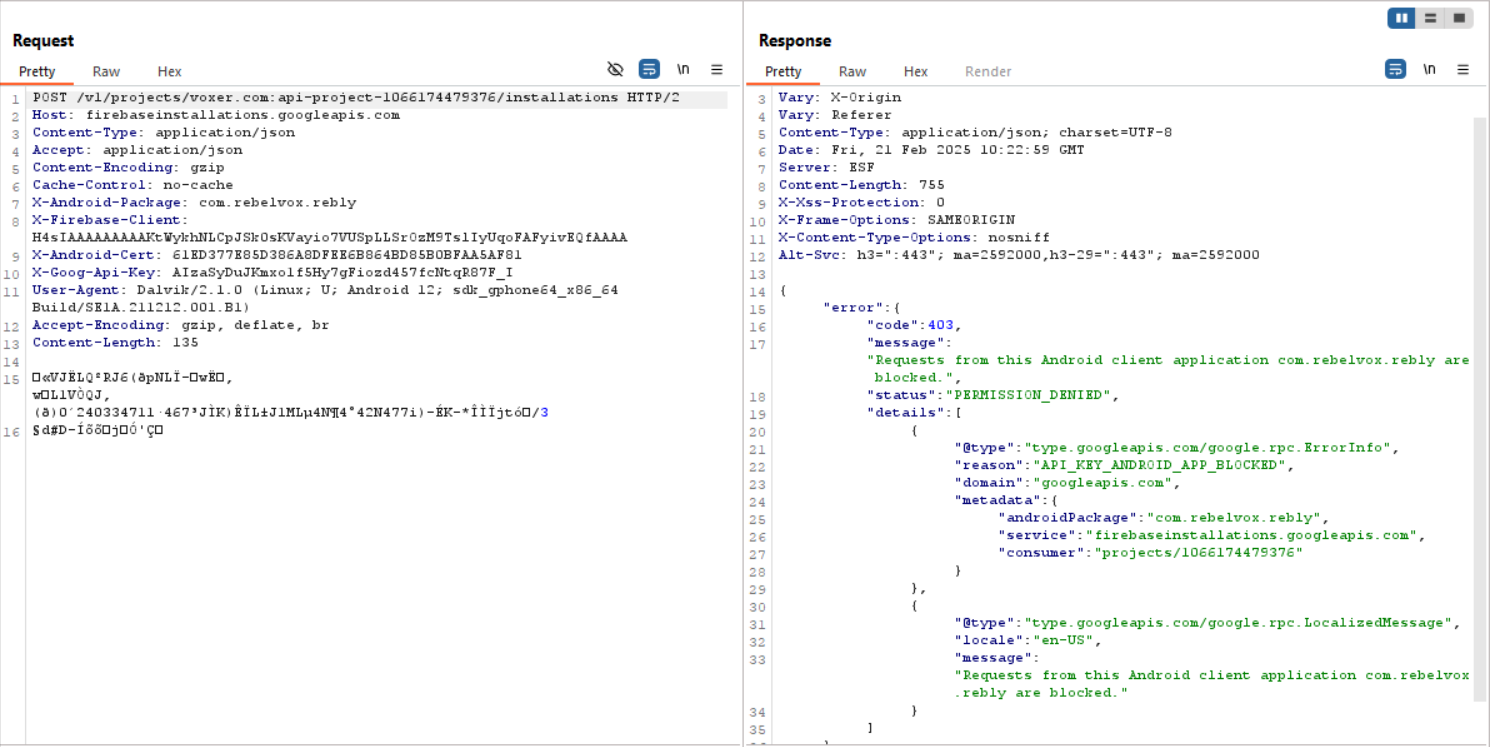 Request
Pretty Raw Hex
\n
1 POST /v1/projects/voxer.com:api-project-1066174479376/installations HTTP/2
2 Host: firebaseinstallations.googleapis.com
3 Content-Type: application/json
4 Accept: application/json
5 Content-Encoding: gzip
6 Cache-Control: no-cache
7 X-Android-Package: com.rebelvox.rebly
8 X-Firebase-Client:
9 X-Android-Cert: 61ED377E85D386A8DFEE6B864BD85B0BFAA5AF81
10 X-Goog-Api-Key:
11 User-Agent: Dalvik/2.1.0 (Linux; U; Android 12; sdk_gphone64_x86_64
Build/SE1A.211212.001.B1)
12 Accept-Encoding: gzip, deflate, br
13 Content-Length: 135
14
15
16
Response
Pretty Raw Hex Render
\n
3 Vary: X-Origin
4 Vary: Referer
5 Content-Type: application/json; charset=UTF-8
6 Date: Fri, 21 Feb 2025 10:22:59 GMT
7 Server: ESF
8 Content-Length: 755
9 X-Xss-Protection: 0
10 X-Frame-Options: SAMEORIGIN
11 X-Content-Type-Options: nosniff
12 Alt-Svc: h3=":443"; ma=2592000,h3-29=":443"; ma=2592000
13
14 {
15 "error":{
16 "code":403,
17 "message":
"Requests from this Android client application com.rebelvox.rebly are
blocked.",
18 "status":"PERMISSION_DENIED",
19 "details":[
20 {
21 "@type":"type.googleapis.com/google.rpc.ErrorInfo",
22 "reason":"API_KEY_ANDROID_APP_BLOCKED",
23 "domain":"googleapis.com",
24 "metadata":{
25 "androidPackage":"com.rebelvox.rebly",
26 "service":"firebaseinstallations.googleapis.com",
27 "consumer":"projects/1066174479376"
28 }
29 },
30 {
31 "@type":"type.googleapis.com/google.rpc.LocalizedMessage",
32 "locale":"en-US",
33 "message":
"Requests from this Android client application com.rebelvox
.rebly are blocked."
34 }
35 ]